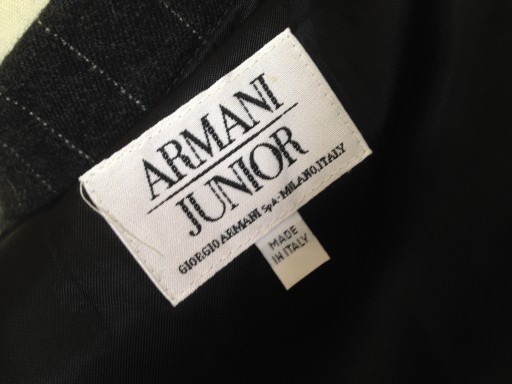 ARMANI
JUNIOR
GIORGIO ARMANI SpA-MILANO, ITALY
MADE
IN ITALY